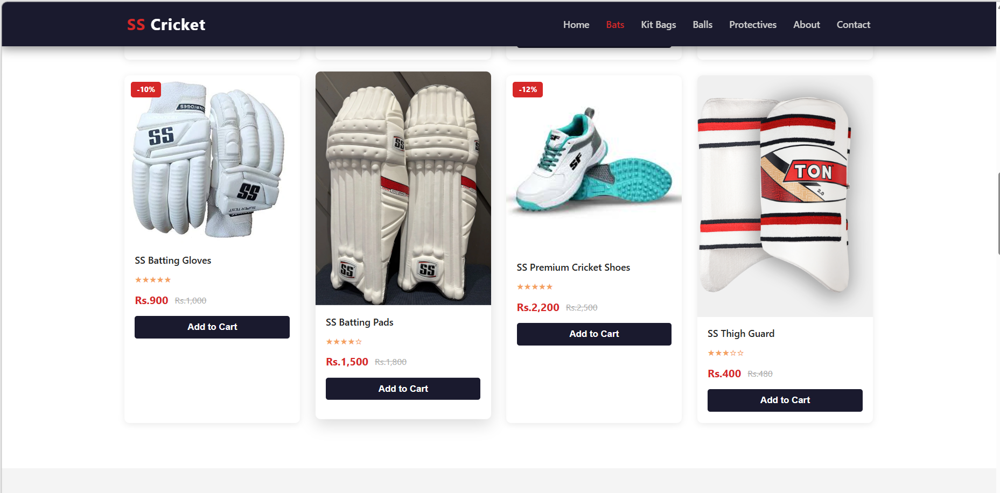 SS Cricket
Home Bats Kit Bags Balls Protectives About Contact
-10%
SS
SS
SUPER TEST
SS Batting Gloves
★★★★★
Rs.900 Rs.1,000
Add to Cart
SS
SS
SS
SS
SS Batting Pads
★★★★☆
Rs.1,500 Rs.1,800
Add to Cart
-12%
SF
SF
SS Premium Cricket Shoes
★★★★★
Rs.2,200 Rs.2,500
Add to Cart
TON
2.0
SS Thigh Guard
★★★☆☆
Rs.400 Rs.480
Add to Cart